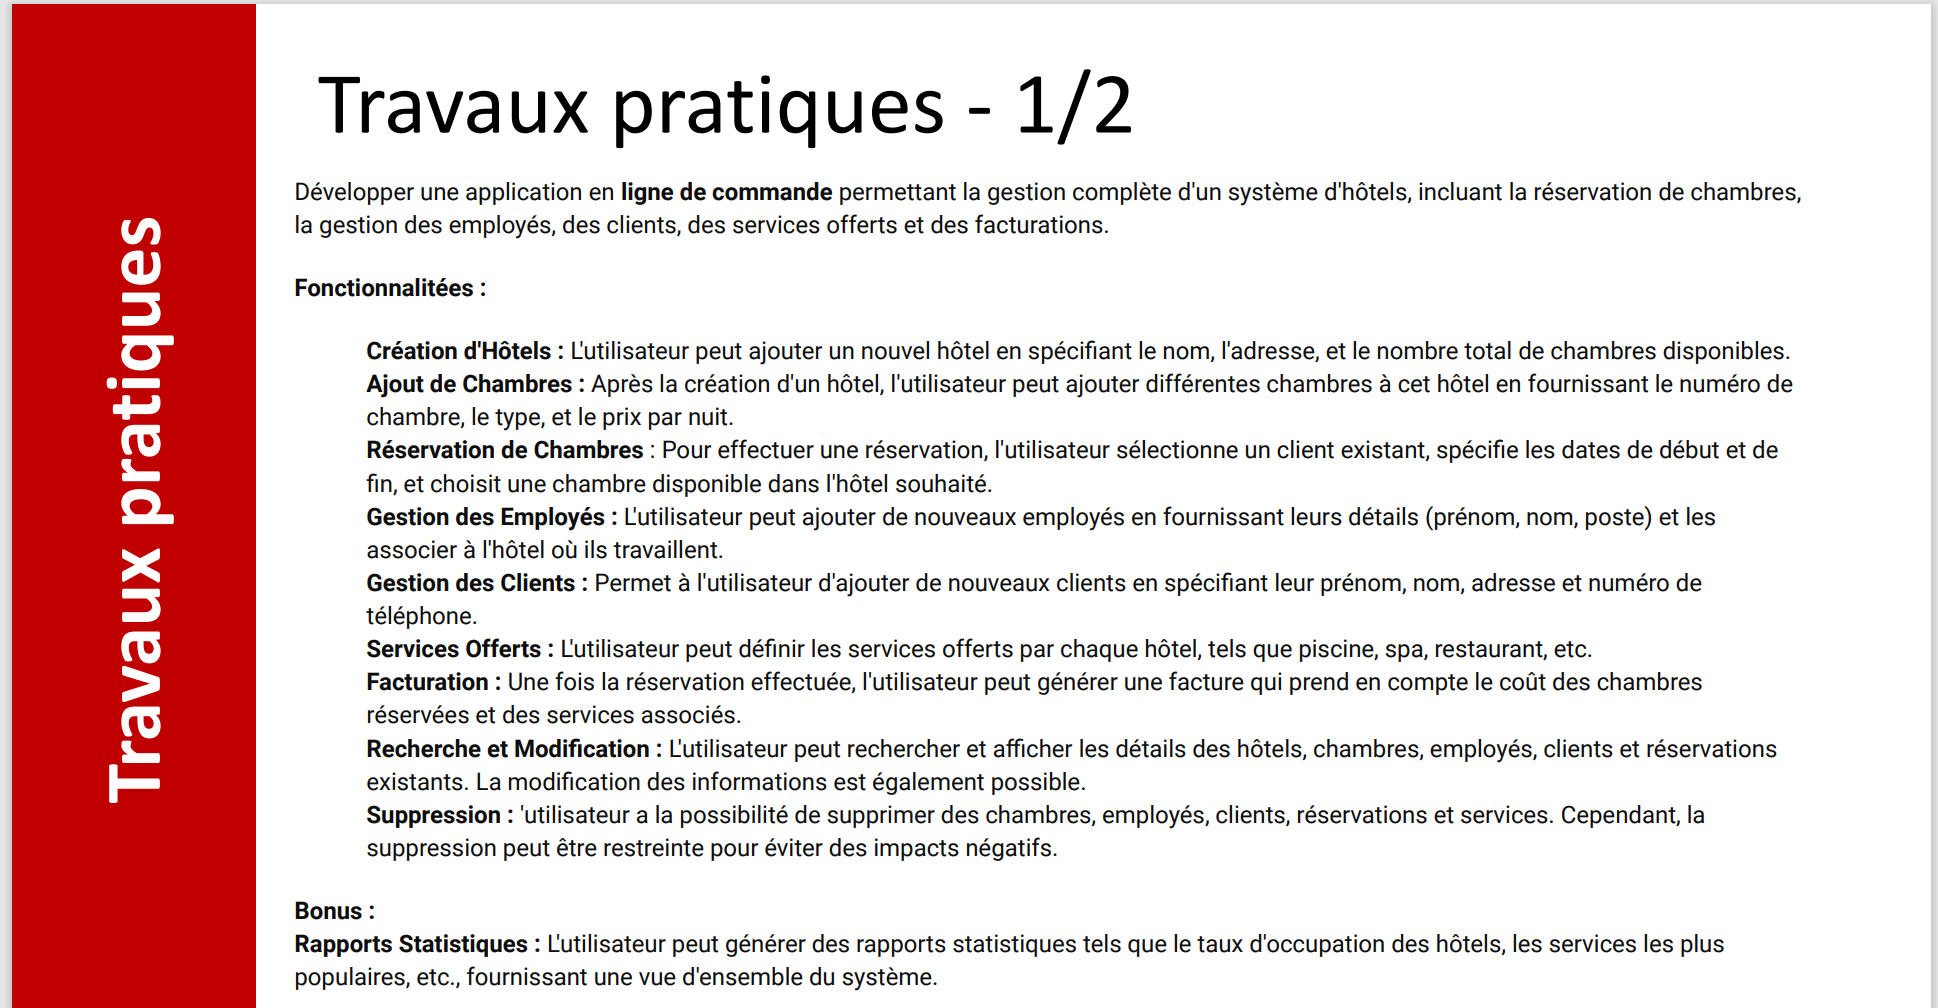 Travaux pratiques
Travaux pratiques - 1/2
Développer une application en ligne de commande permettant la gestion complète d'un système d'hôtels, incluant la réservation de chambres,
la gestion des employés, des clients, des services offerts et des facturations.
Fonctionnalitées :
Création d'Hôtels : L'utilisateur peut ajouter un nouvel hôtel en spécifiant le nom, l'adresse, et le nombre total de chambres disponibles.
Ajout de Chambres : Après la création d'un hôtel, l'utilisateur peut ajouter différentes chambres à cet hôtel en fournissant le numéro de
chambre, le type, et le prix par nuit.
Réservation de Chambres : Pour effectuer une réservation, l'utilisateur sélectionne un client existant, spécifie les dates de début et de
fin, et choisit une chambre disponible dans l'hôtel souhaité.
Gestion des Employés : L'utilisateur peut ajouter de nouveaux employés en fournissant leurs détails (prénom, nom, poste) et les
associer à l'hôtel où ils travaillent.
Gestion des Clients : Permet à l'utilisateur d'ajouter de nouveaux clients en spécifiant leur prénom, nom, adresse et numéro de
téléphone.
Services Offerts : L'utilisateur peut définir les services offerts par chaque hôtel, tels que piscine, spa, restaurant, etc.
Facturation : Une fois la réservation effectuée, l'utilisateur peut générer une facture qui prend en compte le coût des chambres
réservées et des services associés.
Recherche et Modification : L'utilisateur peut rechercher et afficher les détails des hôtels, chambres, employés, clients et réservations
existants. La modification des informations est également possible.
Suppression : 'utilisateur a la possibilité de supprimer des chambres, employés, clients, réservations et services. Cependant, la
suppression peut être restreinte pour éviter des impacts négatifs.
Bonus :
Rapports Statistiques : L'utilisateur peut générer des rapports statistiques tels que le taux d'occupation des hôtels, les services les plus
populaires, etc., fournissant une vue d'ensemble du système.